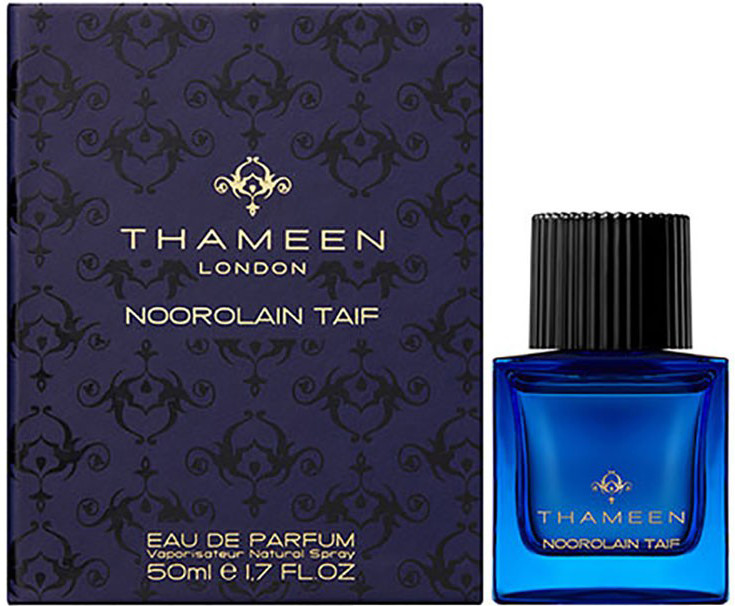 THAMEEN
LONDON
NOOROLAIN TAIF
EAU DE PARFUM
Vaporisateur Natural Spray
50ml e 1,7 FL.OZ
THAMEEN
NOOROLAIN TAIF